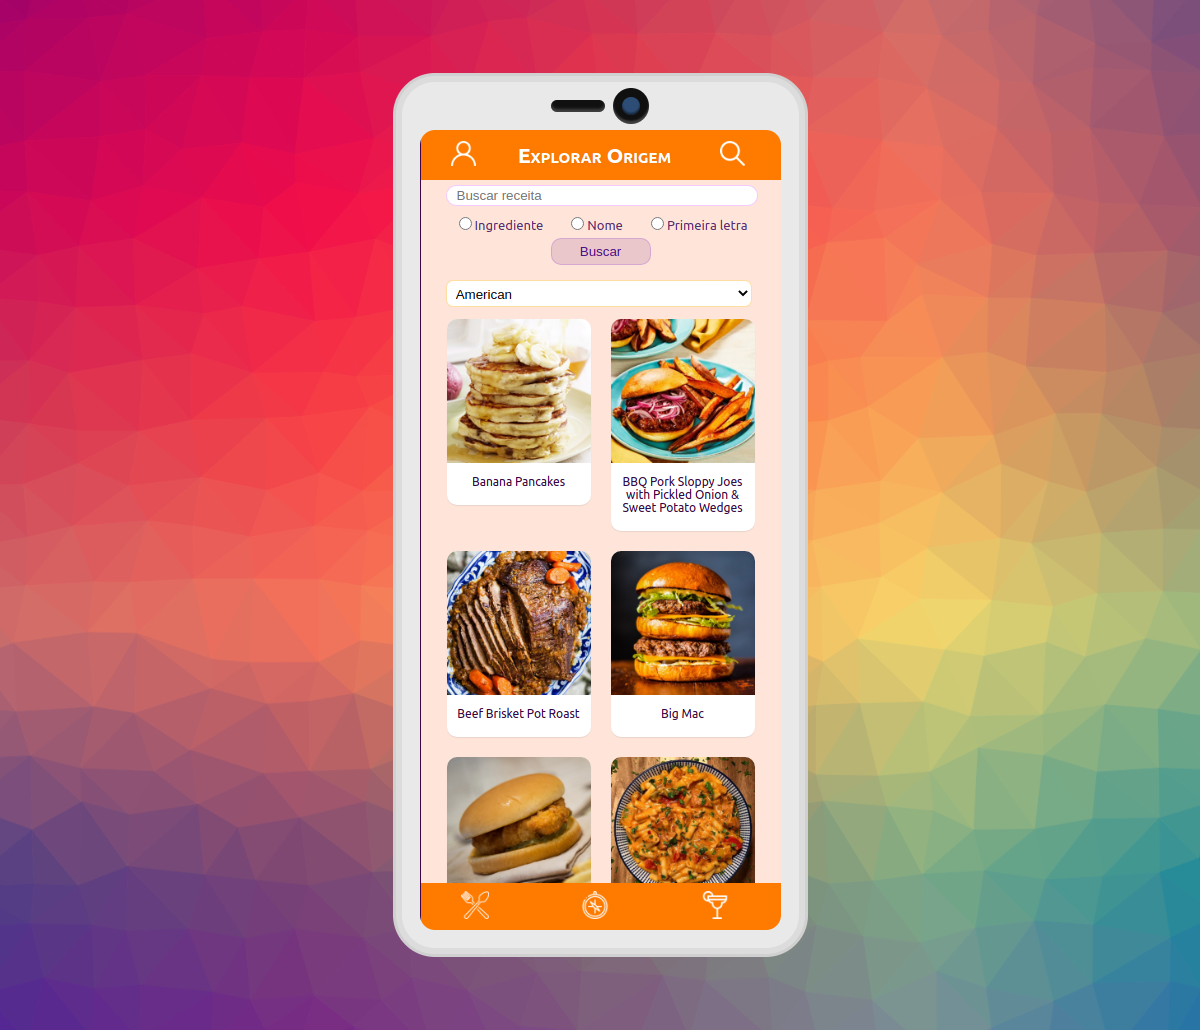 Explorar Origem
Buscar receita
Ingrediente Nome Primeira letra
Buscar
American
Banana Pancakes
BBQ Pork Sloppy Joes
with Pickled Onion &
Sweet Potato Wedges
Beef Brisket Pot Roast
Big Mac